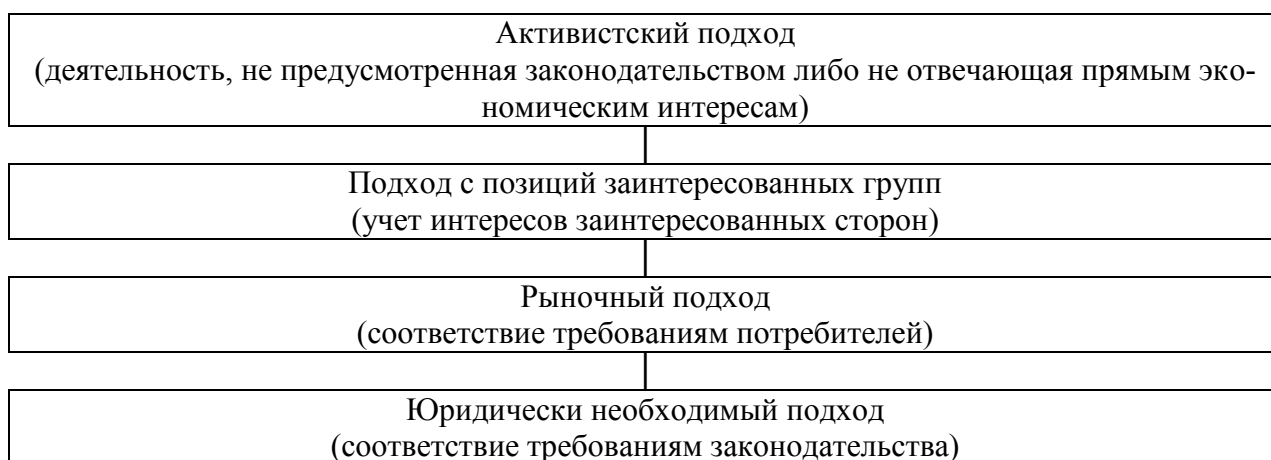 Активистский подход
(деятельность, не предусмотренная законодательством либо не отвечающая прямым эко-
номическим интересам)
Подход с позиций заинтересованных групп
(учет интересов заинтересованных сторон)
Рыночный подход
(соответствие требованиям потребителей)
Юридически необходимый подход
(соответствие требованиям законодательства)